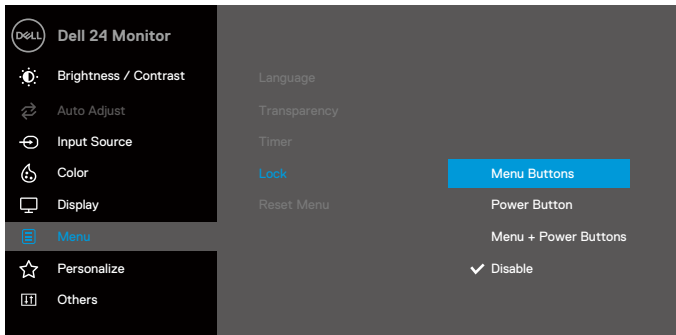 DELL Dell 24 Monitor
Brightness / Contrast
Auto Adjust
Input Source
Color
Display
Menu
Personalize
Others
Language
Transparency
Timer
Lock
Reset Menu
Menu Buttons
Power Button
Menu + Power Buttons
Disable